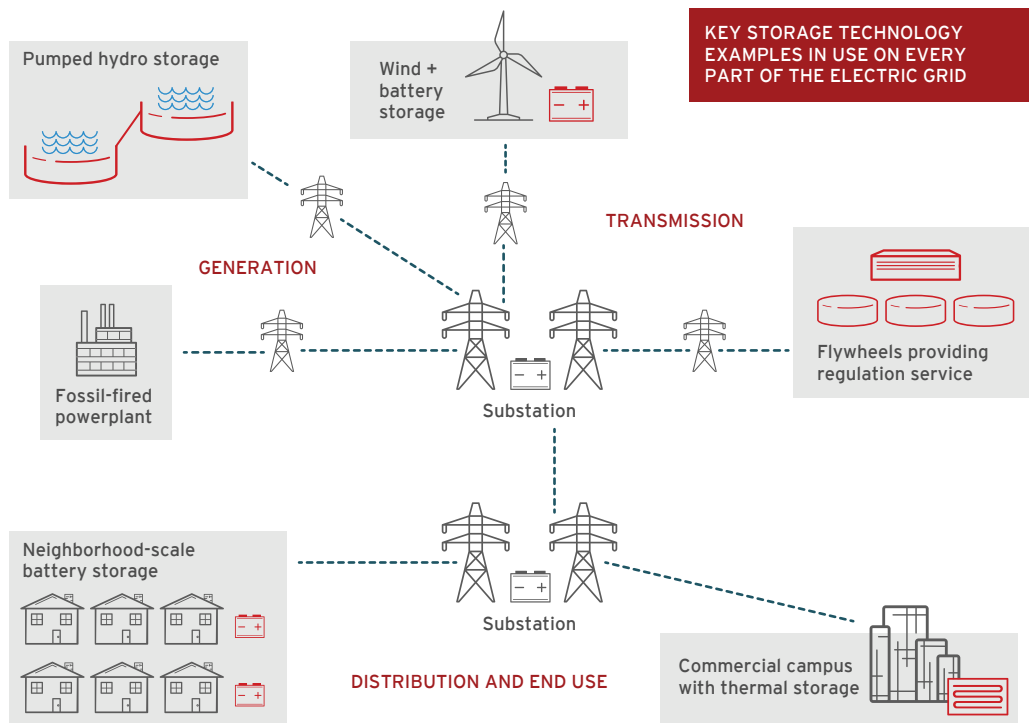 Pumped hydro storage
Wind +
battery
storage
KEY STORAGE TECHNOLOGY
EXAMPLES IN USE ON EVERY
PART OF THE ELECTRIC GRID
TRANSMISSION
GENERATION
Fossil-fired
powerplant
Substation
Flywheels providing
regulation service
Neighborhood-scale
battery storage
Substation
DISTRIBUTION AND END USE
Commercial campus
with thermal storage